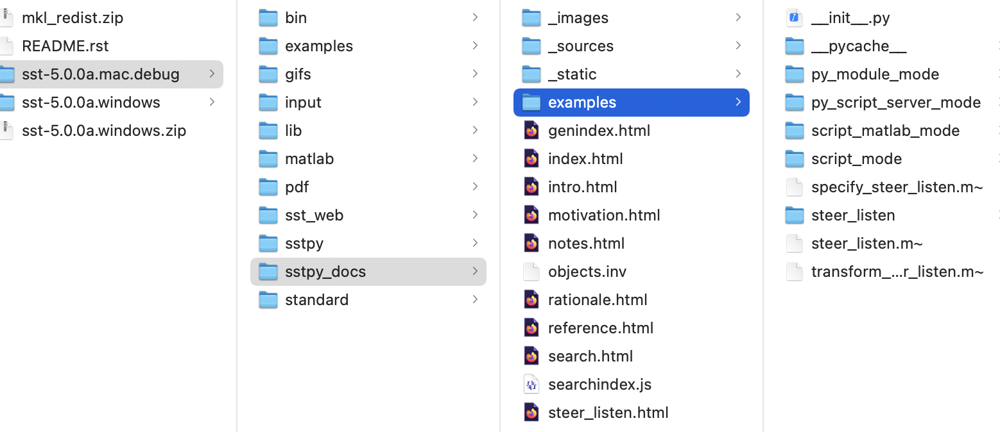 mkl_redist.zip
README.rst
sst-5.0.0a.mac.debug
sst-5.0.0a.windows
sst-5.0.0a.windows.zip
bin
examples
gifs
input
lib
matlab
pdf
sst_web
sstpy
sstpy_docs
standard
_images
_sources
_static
examples
genindex.html
index.html
intro.html
motivation.html
notes.html
objects.inv
rationale.html
reference.html
search.html
searchindex.js
steer_listen.html
__init__.py
__pycache__
py_module_mode
py_script_server_mode
script_matlab_mode
script_mode
specify_steer_listen.m~
steer_listen
steer_listen.m~
transform_...r_listen.m~